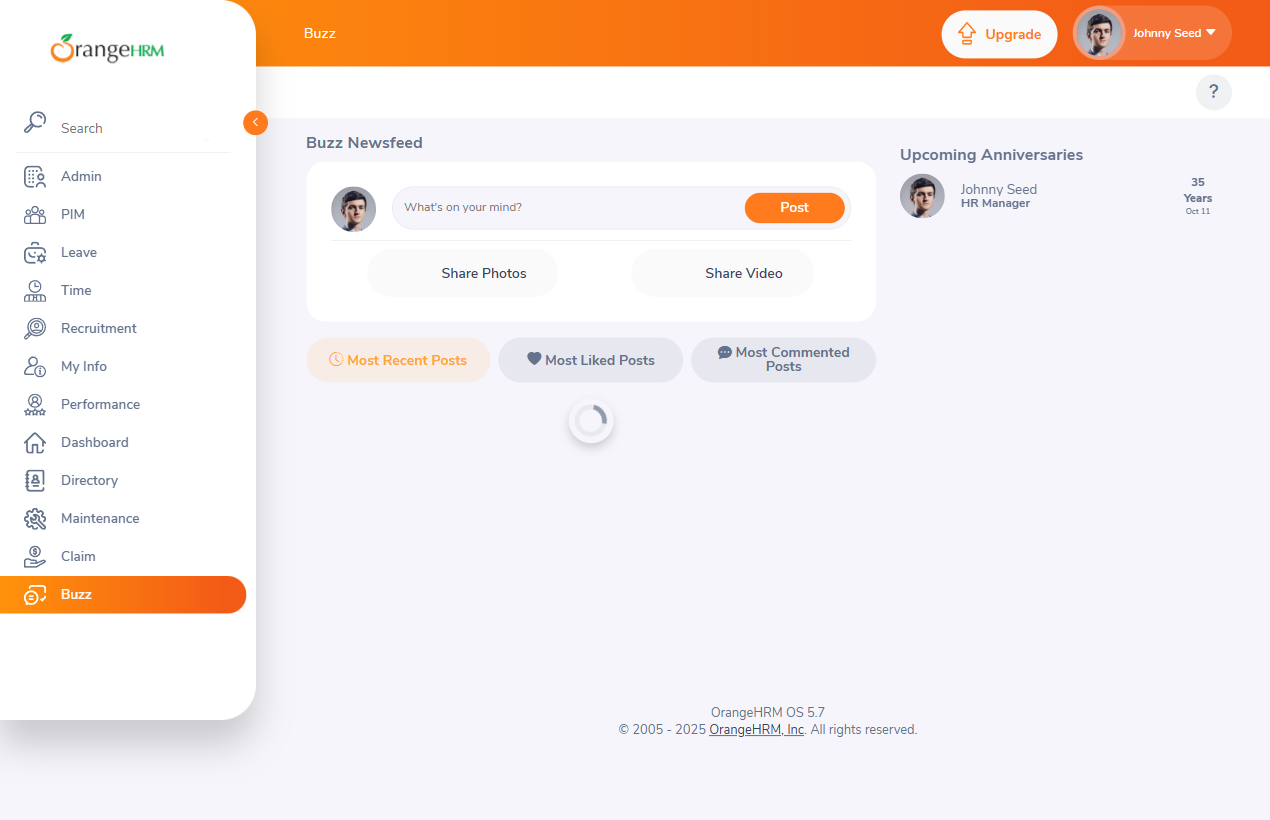 OrangeHRM
Search
Admin
PIM
Leave
Time
Recruitment
My Info
Performance
Dashboard
Directory
Maintenance
Claim
Buzz
Buzz
Upgrade
Johnny Seed
?
Buzz Newsfeed
What's on your mind?
Post
Share Photos
Share Video
Most Recent Posts
Most Liked Posts
Most Commented
Posts
Upcoming Anniversaries
Johnny Seed
HR Manager
35
Years
Oct 11
OrangeHRM OS 5.7
© 2005 - 2025 OrangeHRM, Inc. All rights reserved.